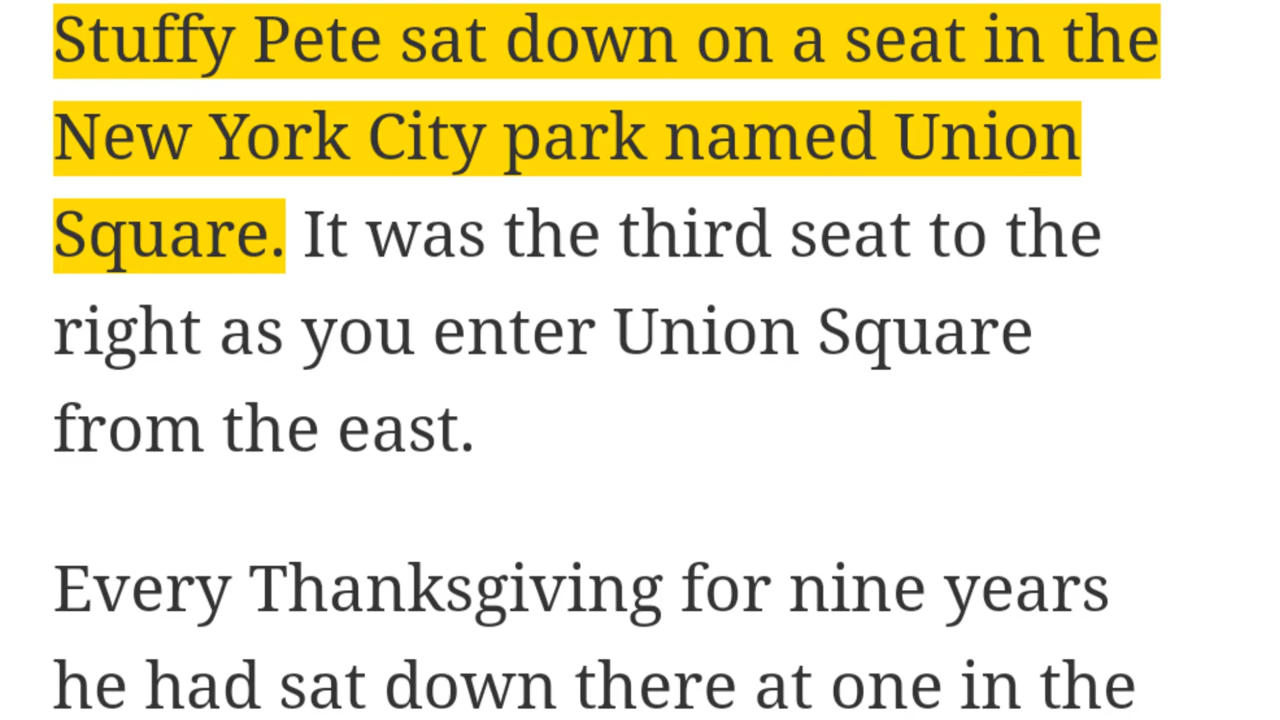 Stuffy Pete sat down on a seat in the
New York City park named Union
Square. It was the third seat to the
right as you enter Union Square
from the east.
Every Thanksgiving for nine years
he had sat down there at one in the